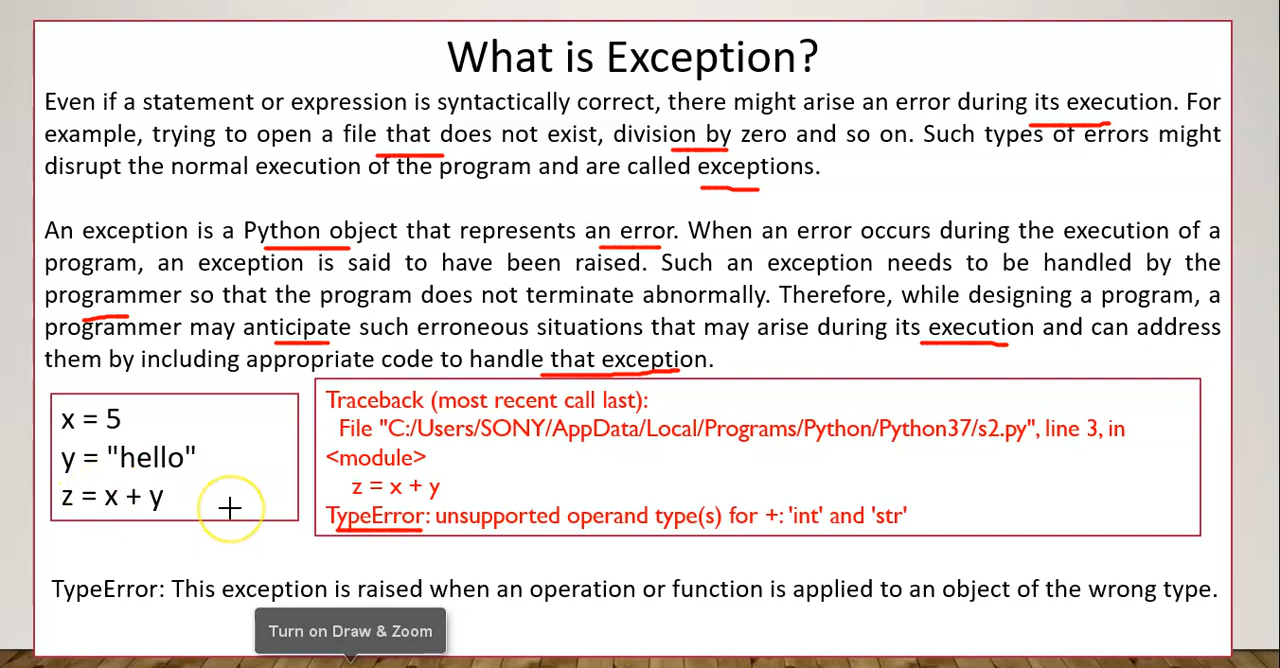 What is Exception?
Even if a statement or expression is syntactically correct, there might arise an error during its execution. For
example, trying to open a file that does not exist, division by zero and so on. Such types of errors might
disrupt the normal execution of the program and are called exceptions.
An exception is a Python object that represents an error. When an error occurs during the execution of a
program, an exception is said to have been raised. Such an exception needs to be handled by the
programmer so that the program does not terminate abnormally. Therefore, while designing a program, a
programmer may anticipate such erroneous situations that may arise during its execution and can address
them by including appropriate code to handle that exception.
x = 5
y = "hello"
z = x + y
Traceback (most recent call last):
File "C:/Users/SONY/AppData/Local/Programs/Python/Python37/s2.py", line 3, in
<module>
z = x + y
TypeError: unsupported operand type(s) for +: 'int' and 'str'
TypeError: This exception is raised when an operation or function is applied to an object of the wrong type.
Turn on Draw & Zoom